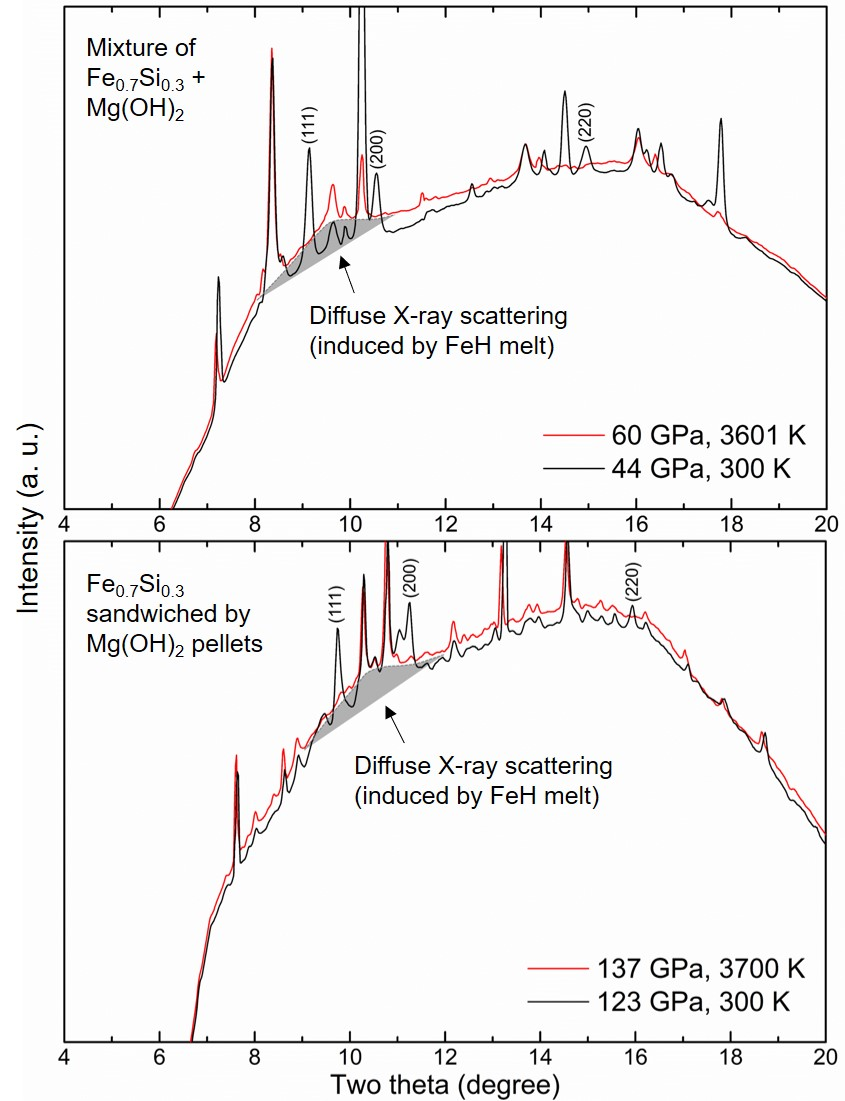 Mixture of
Fe₀.₇Si₀.₃ +
Mg(OH)₂
(111)
(200)
(220)
Diffuse X-ray scattering
(induced by FeH melt)
60 GPa, 3601 K
44 GPa, 300 K
4 6 8 10 12 14 16 18 20
Intensity (a. u.)
Fe₀.₇Si₀.₃
sandwiched by
Mg(OH)₂ pellets
(111)
(200)
(220)
Diffuse X-ray scattering
(induced by FeH melt)
137 GPa, 3700 K
123 GPa, 300 K
4 6 8 10 12 14 16 18 20
Two theta (degree)